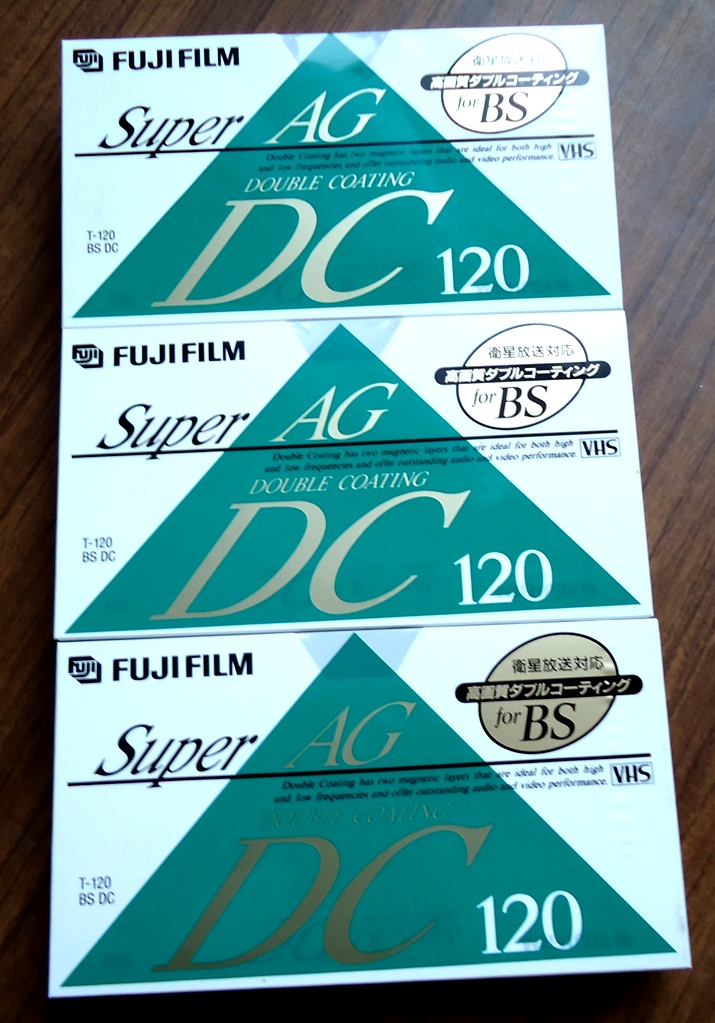 FUJI FUJIFILM
衛星放送対応
高画質ダブルコーティング
for BS
Super AG
Double Coating has two magnetic layers that are ideal for both high
and low frequencies and offer outstanding audio and video performance.
VHS
DOUBLE COATING
DC 120
T-120
BS DC
FUJI FUJIFILM
衛星放送対応
高画質ダブルコーティング
for BS
Super AG
Double Coating has two magnetic layers that are ideal for both high
and low frequencies and offer outstanding audio and video performance.
VHS
DOUBLE COATING
DC 120
T-120
BS DC
FUJI FUJIFILM
衛星放送対応
高画質ダブルコーティング
for BS
Super AG
Double Coating has two magnetic layers that are ideal for both high
and low frequencies and offer outstanding audio and video performance.
VHS
DOUBLE COATING
DC 120
T-120
BS DC